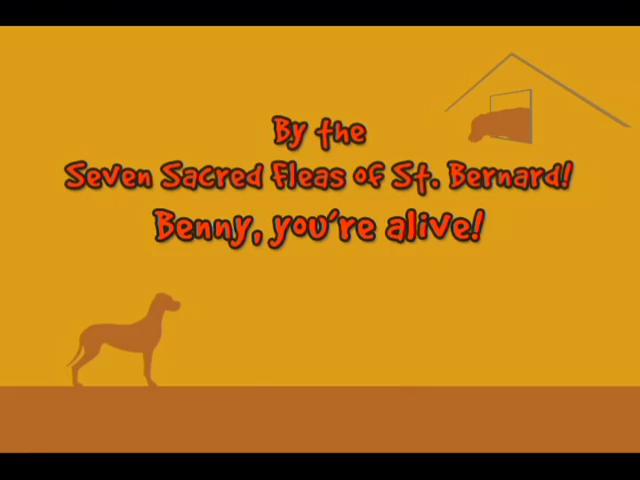 By the
Seven Sacred Fleas of St. Bernard!
Benny, you're alive!